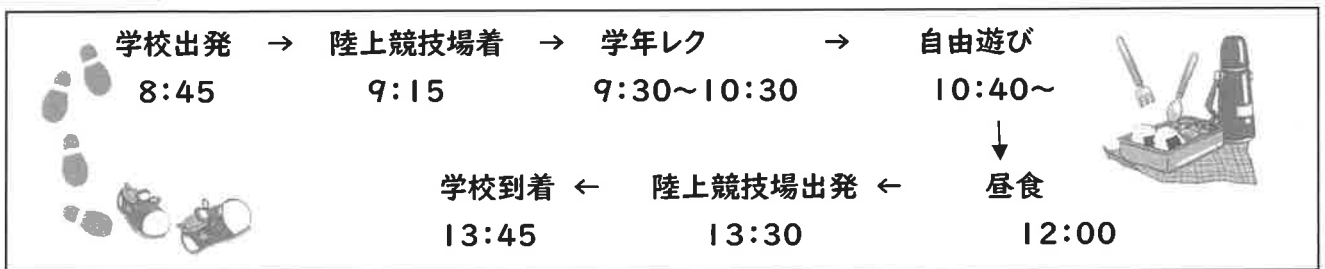 学校出発 → 陸上競技場着 → 学年レク → 自由遊び
8:45 9:15 9:30~10:30 10:40~
↓
学校到着 ← 陸上競技場出発 ← 昼食
13:45 13:30 12:00